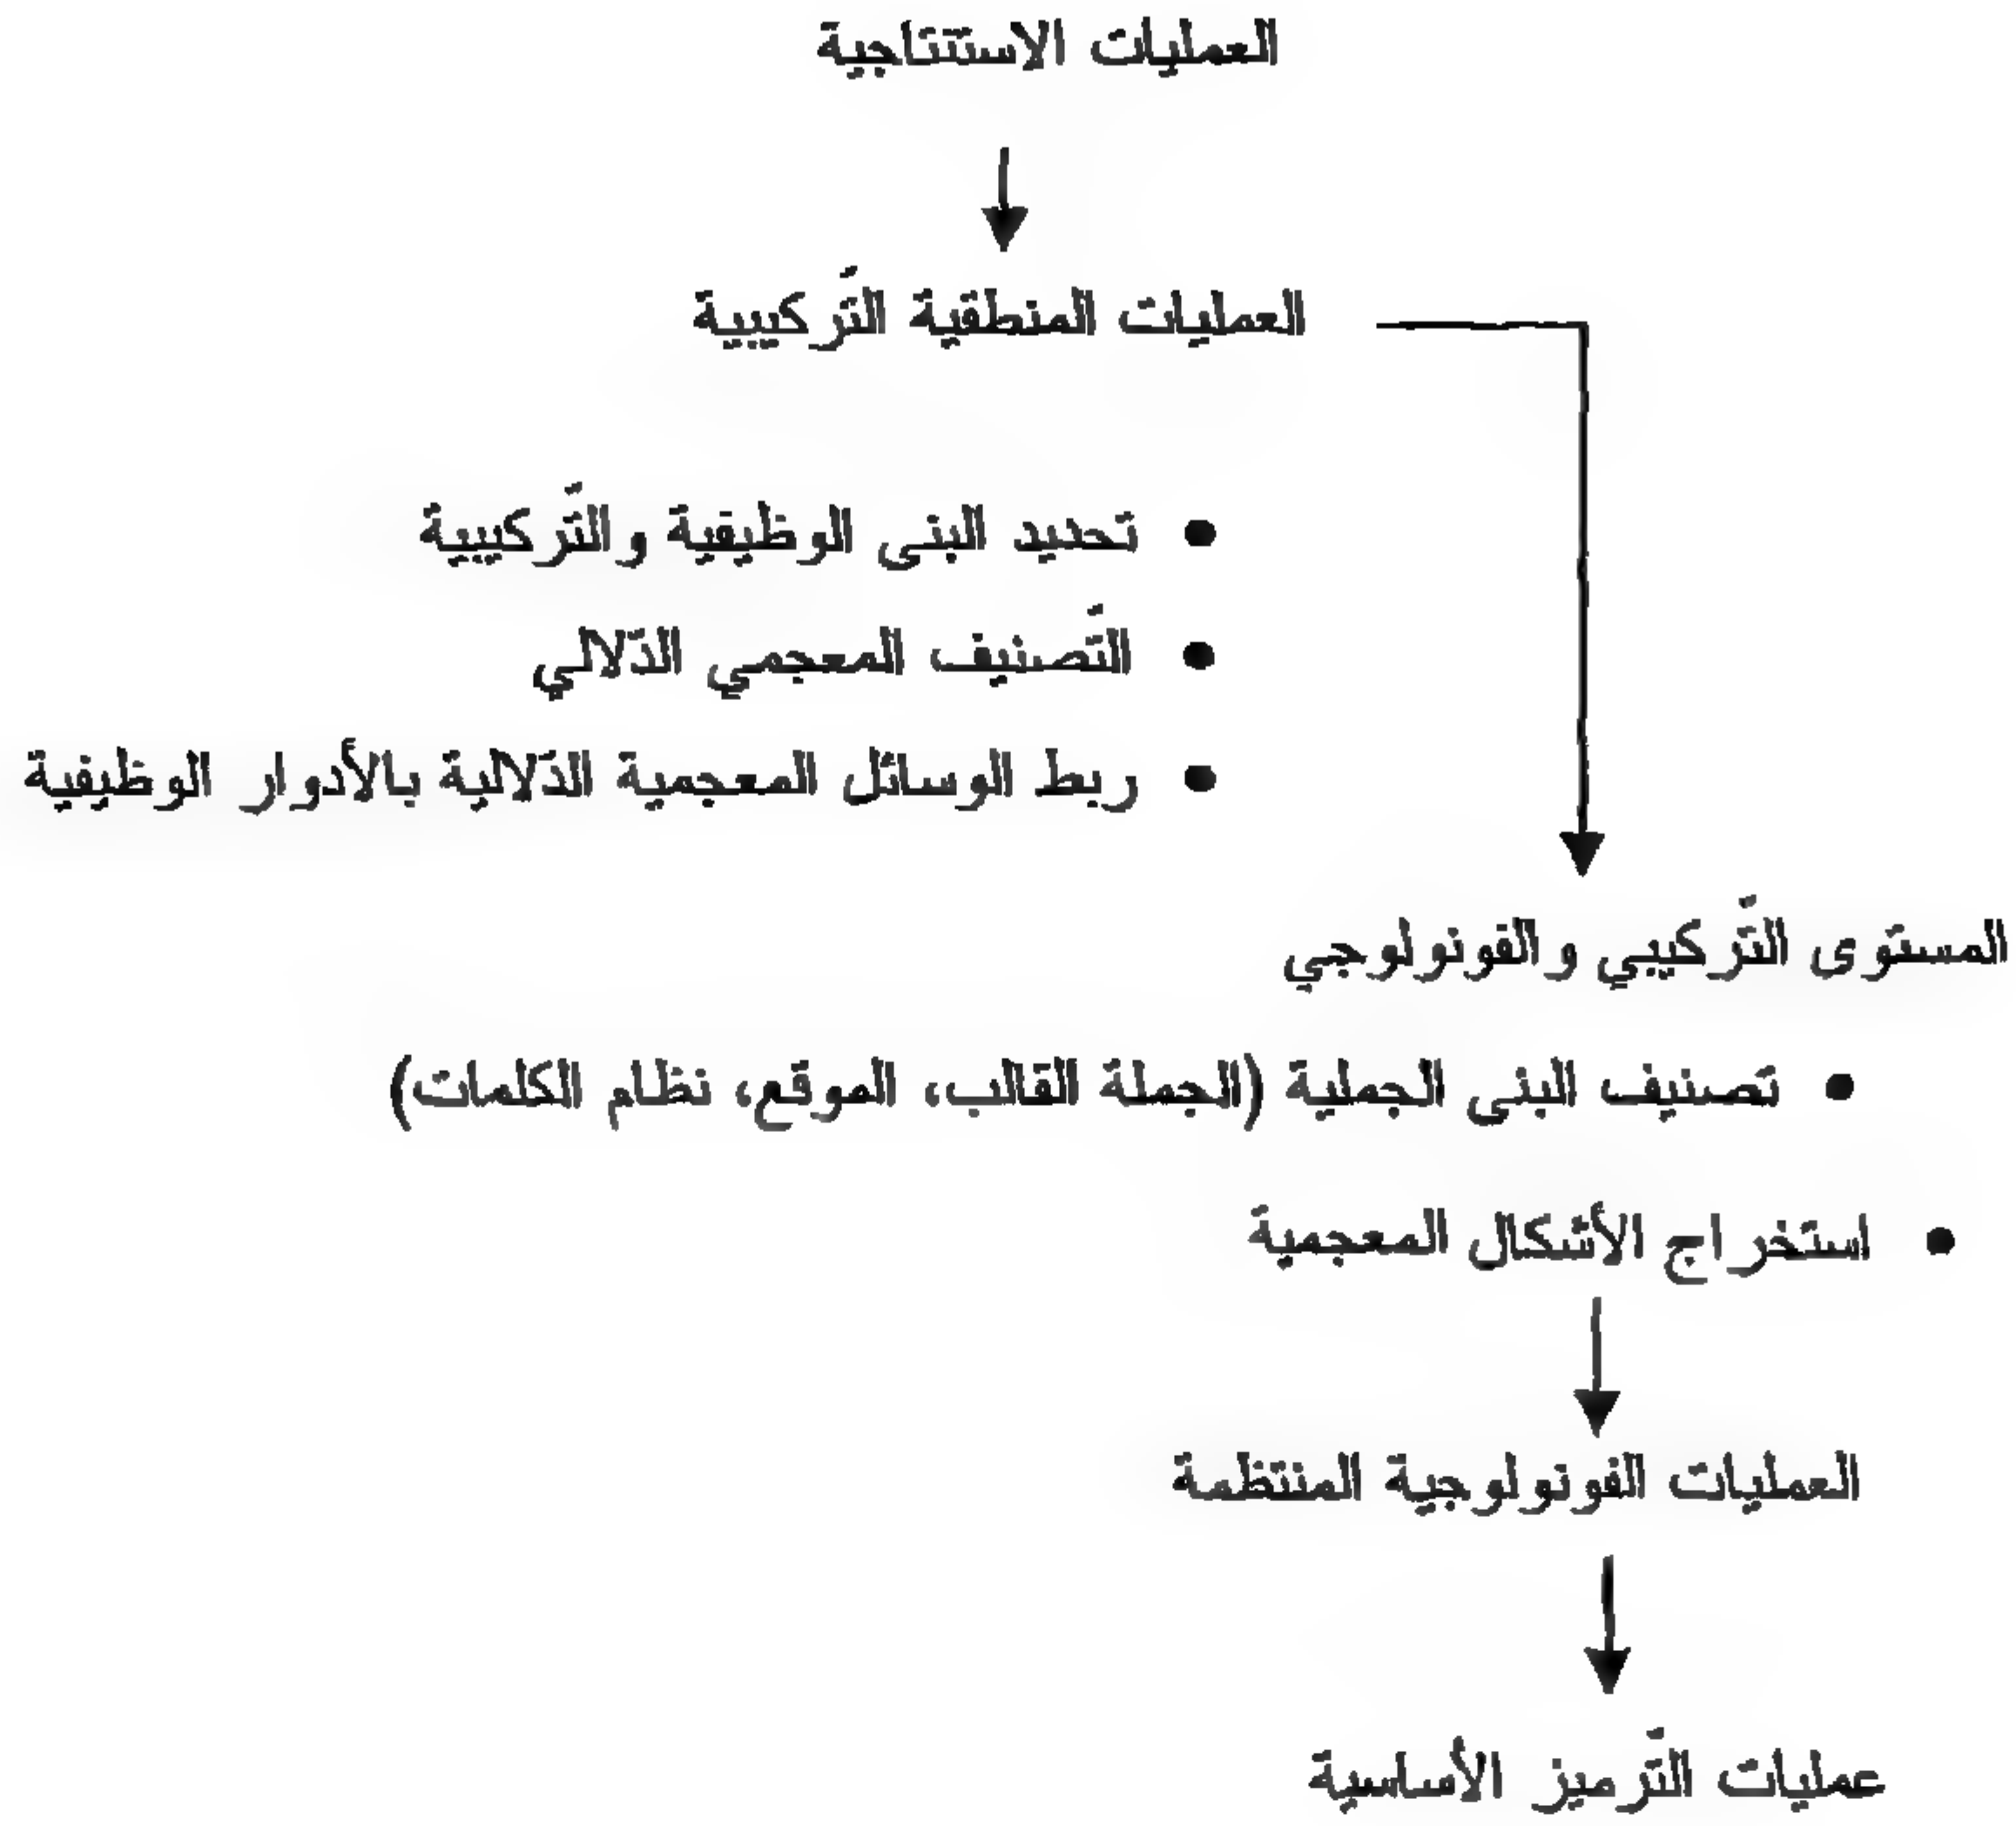 العمليات الاستنتاجية
العمليات المنطقية التّركيبية
• تحديد البنى الوظيفية والتّركيبية
• التّصنيف المعجمي الدّلالي
• ربط الوسائل المعجمية الدّلالية بالأدوار الوظيفية
المستوى التّركيبي والفونولوجي
• تصنيف البنى الجملية (الجملة القالب، الموقع، نظام الكلمات)
• استخراج الأشكال المعجمية
العمليات الفونولوجية المنتظمة
عمليات التّرميز الأساسية